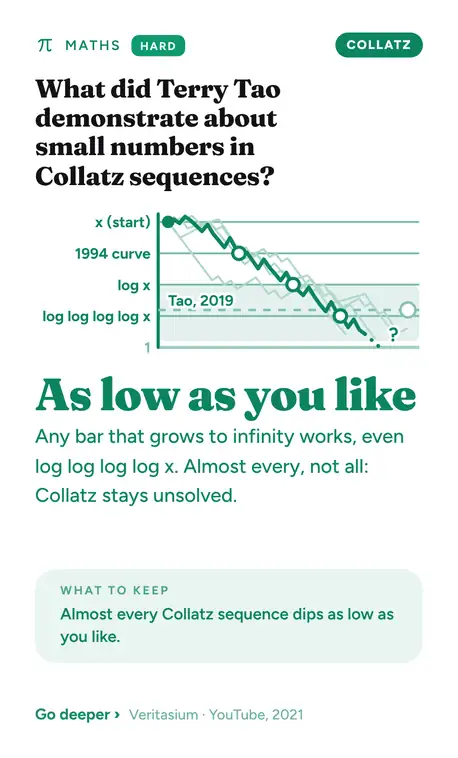 π MATHS HARD COLLATZ
What did Terry Tao
demonstrate about
small numbers in
Collatz sequences?
x (start)
1994 curve
log x
Tao, 2019
log log log log x
?
1
As low as you like
Any bar that grows to infinity works, even
log log log log x. Almost every, not all:
Collatz stays unsolved.
WHAT TO KEEP
Almost every Collatz sequence dips as low as
you like.
Go deeper › Veritasium · YouTube, 2021